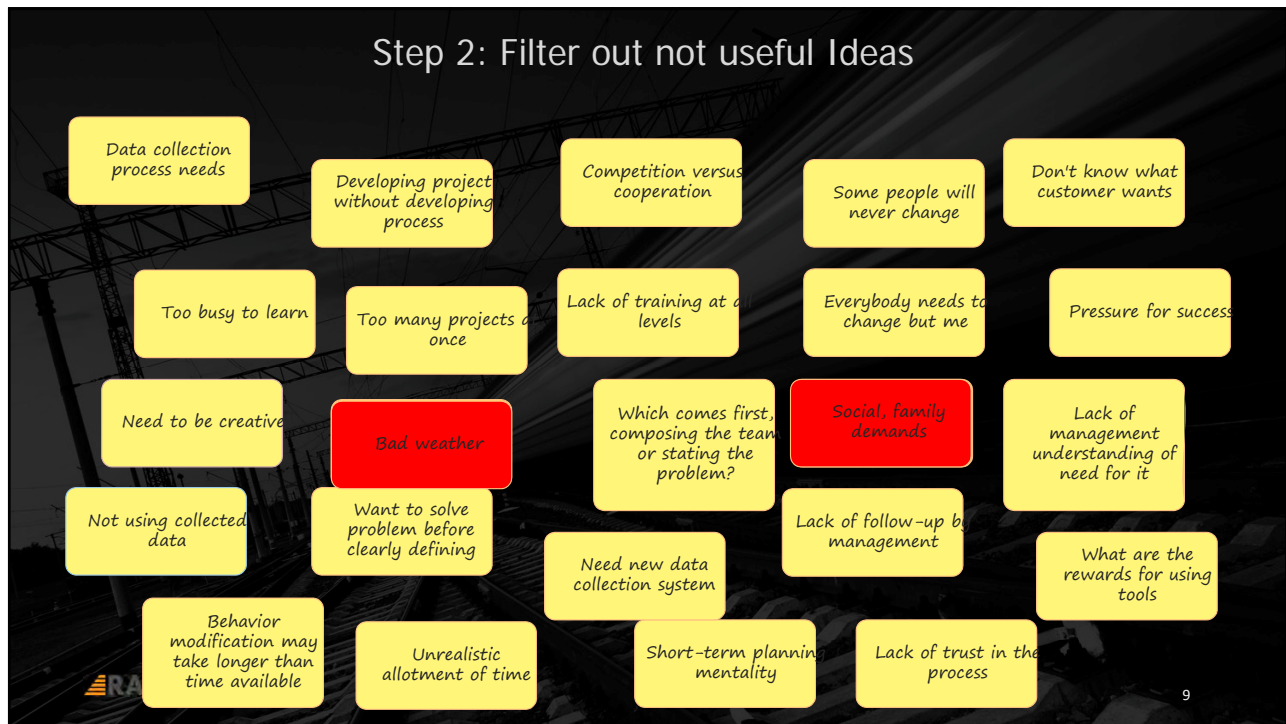 Step 2: Filter out not useful Ideas
Data collection
process needs
Developing project
without developing
process
Competition versus
cooperation
Some people will
never change
Don't know what
customer wants
Too busy to learn
Too many projects a
once
Lack of training at a
levels
Everybody needs to
change but me
Pressure for success
Need to be creative
Bad weather
Which comes first,
composing the team
or stating the
problem?
Social, family
demands
Lack of
management
understanding of
need for it
Not using collected
data
Want to solve
problem before
clearly defining
Need new data
collection system
Lack of follow-up by
management
What are the
rewards for using
tools
Behavior
modification may
take longer than
time available
Unrealistic
allotment of time
Short-term planning
mentality
Lack of trust in the
process
RA
9